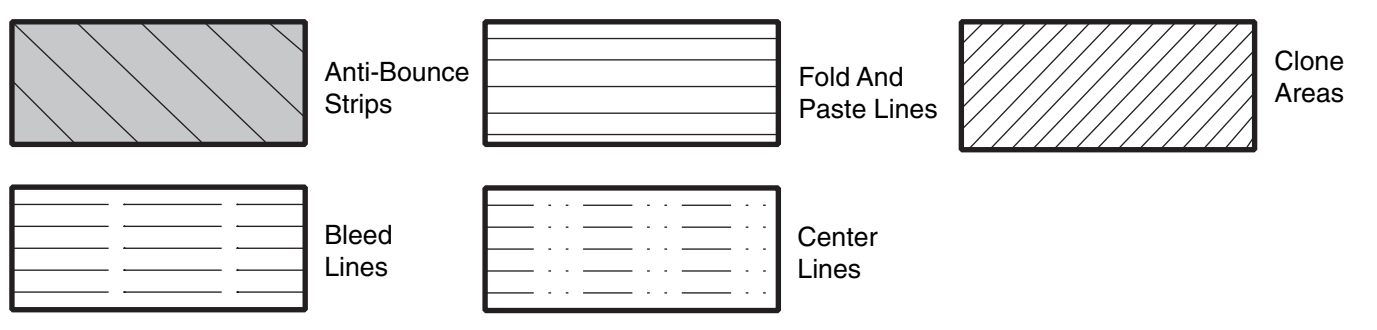 Anti-Bounce
Strips
Fold And
Paste Lines
Clone
Areas
Bleed
Lines
Center
Lines